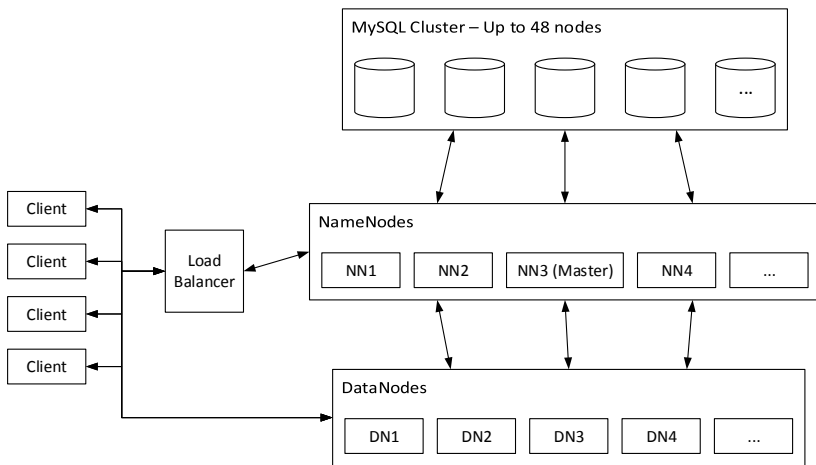 MySQL Cluster – Up to 48 nodes
...
Client
Client
Client
Client
Load
Balancer
NameNodes
NN1
NN2
NN3 (Master)
NN4
...
DataNodes
DN1
DN2
DN3
DN4
...